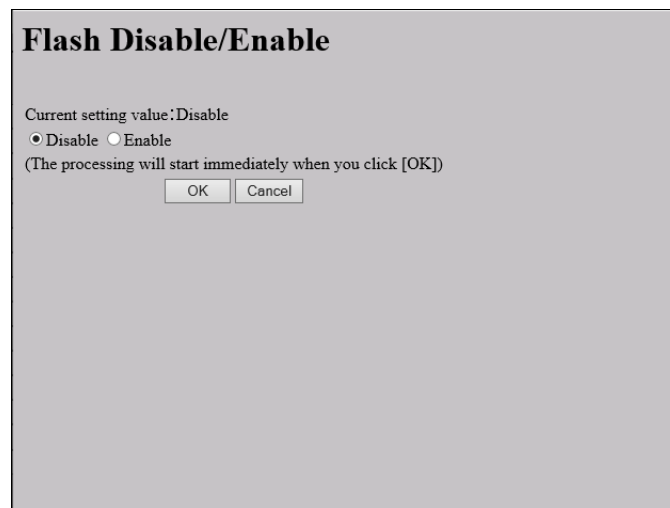 Flash Disable/Enable
Current setting value:Disable
Disable Enable
(The processing will start immediately when you click [OK])
OK Cancel